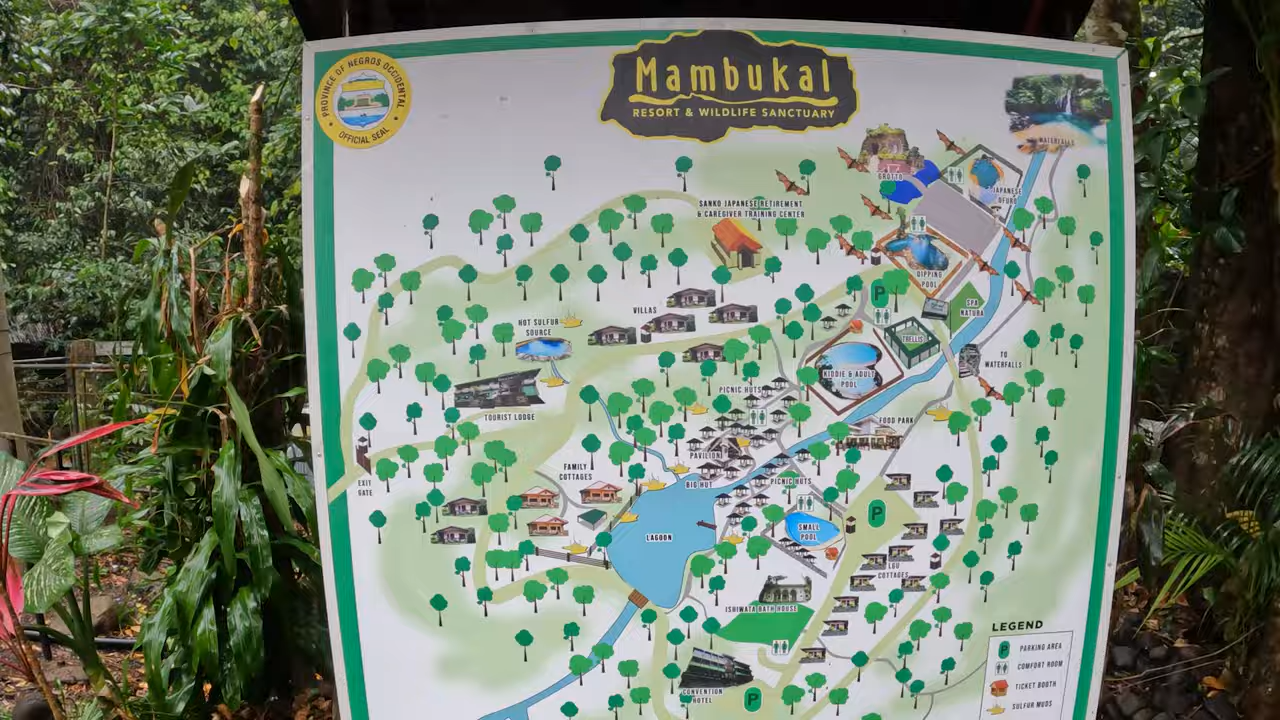 PROVINCE OF NEGROS OCCIDENTAL
OFFICIAL SEAL
Mambukal
RESORT & WILDLIFE SANCTUARY
WATERFALLS
GROTTO
JAPANESE
OFURO
SANKO JAPANESE RETIREMENT
& CAREGIVER TRAINING CENTER
DIPPING
POOL
P
SPA
NATURA
VILLAS
HOT SULFUR
SOURCE
TRELLIS
TO
WATERFALLS
KIDDIE & ADULT
POOL
PICNIC HUTS
TOURIST LODGE
FOOD PARK
PAVILION
FAMILY
COTTAGES
EXIT
GATE
BIG HUT
PICNIC HUTS
P
SMALL
POOL
LAGOON
LGU
COTTAGES
ISHIWATA BATH HOUSE
CONVENTION
HOTEL
P
LEGEND
P PARKING AREA
COMFORT ROOM
TICKET BOOTH
SULFUR MUDS